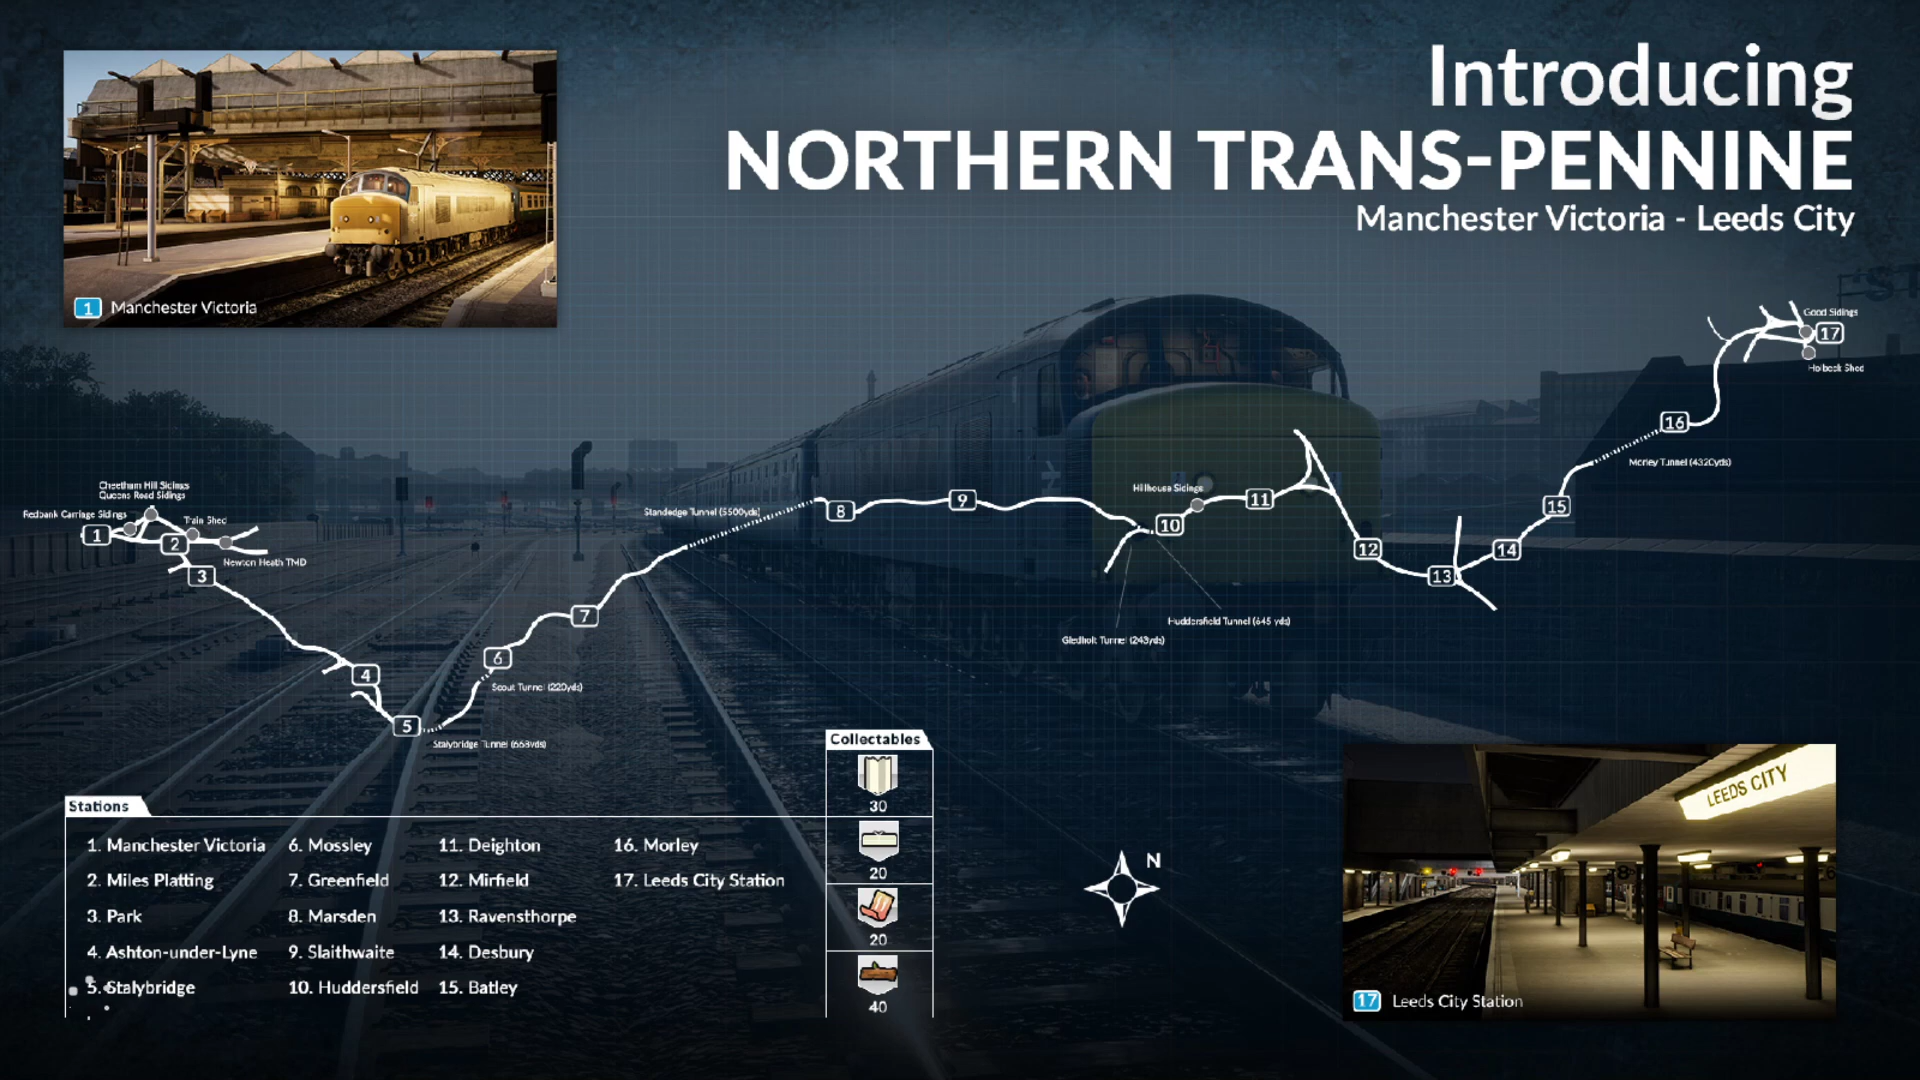 Introducing
NORTHERN TRANS-PENNINE
Manchester Victoria - Leeds City
1 Manchester Victoria
Good Sidings
17
Holbeck Shed
16
Morley Tunnel (4320yds)
Cheetham Hill Sidings
Queens Road Sidings
Redbank Carriage Sidings
Train Shed
1
2
Newton Heath TMD
3
Standedge Tunnel (5500yds)
8
9
Hillhouse Sidings
10
11
12
13
14
15
7
6
Scout Tunnel (220yds)
4
5
Stalybridge Tunnel (668yds)
Huddersfield Tunnel (645 yds)
Gledholt Tunnel (243yds)
Collectables
30
20
20
40
Stations
1. Manchester Victoria
2. Miles Platting
3. Park
4. Ashton-under-Lyne
5. Stalybridge
6. Mossley
7. Greenfield
8. Marsden
9. Slaithwaite
10. Huddersfield
11. Deighton
12. Mirfield
13. Ravensthorpe
14. Desbury
15. Batley
16. Morley
17. Leeds City Station
N
LEEDS CITY
17 Leeds City Station